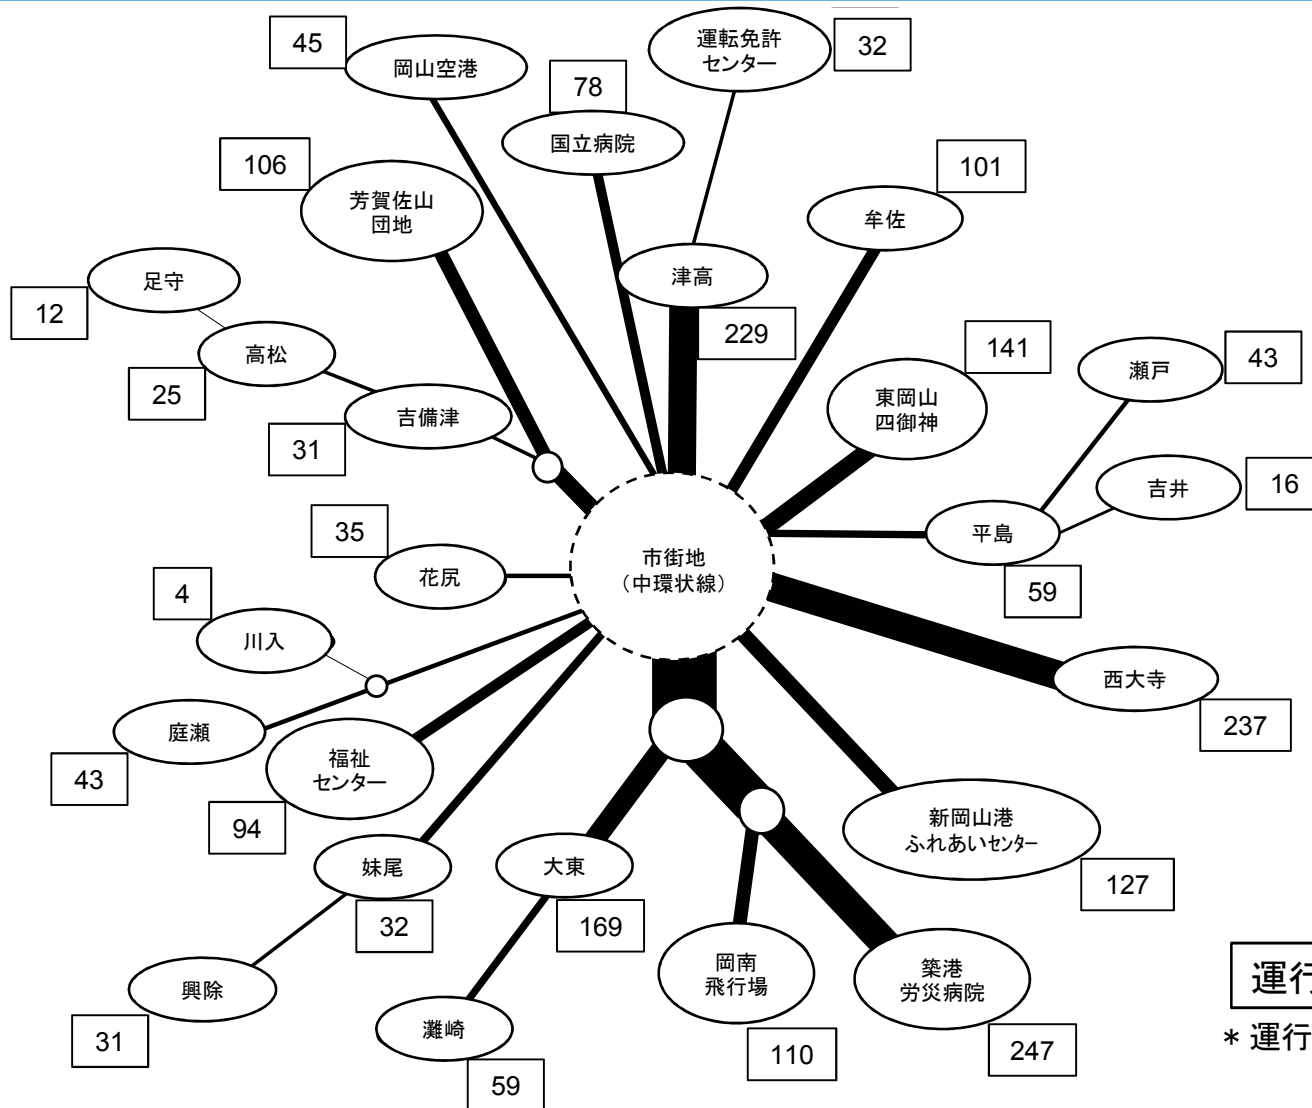 45
岡山空港
運転免許
センター
32
78
国立病院
106
芳賀佐山
団地
101
牟佐
足守
12
津高
229
高松
25
141
東岡山
四御神
瀬戸
43
吉備津
31
吉井
16
35
花尻
市街地
（中環状線）
平島
59
4
川入
西大寺
237
庭瀬
43
福祉
センター
94
新岡山港
ふれあいセンター
127
妹尾
32
大東
169
岡南
飛行場
110
築港
労災病院
247
興除
31
灘崎
59
運行
＊運行